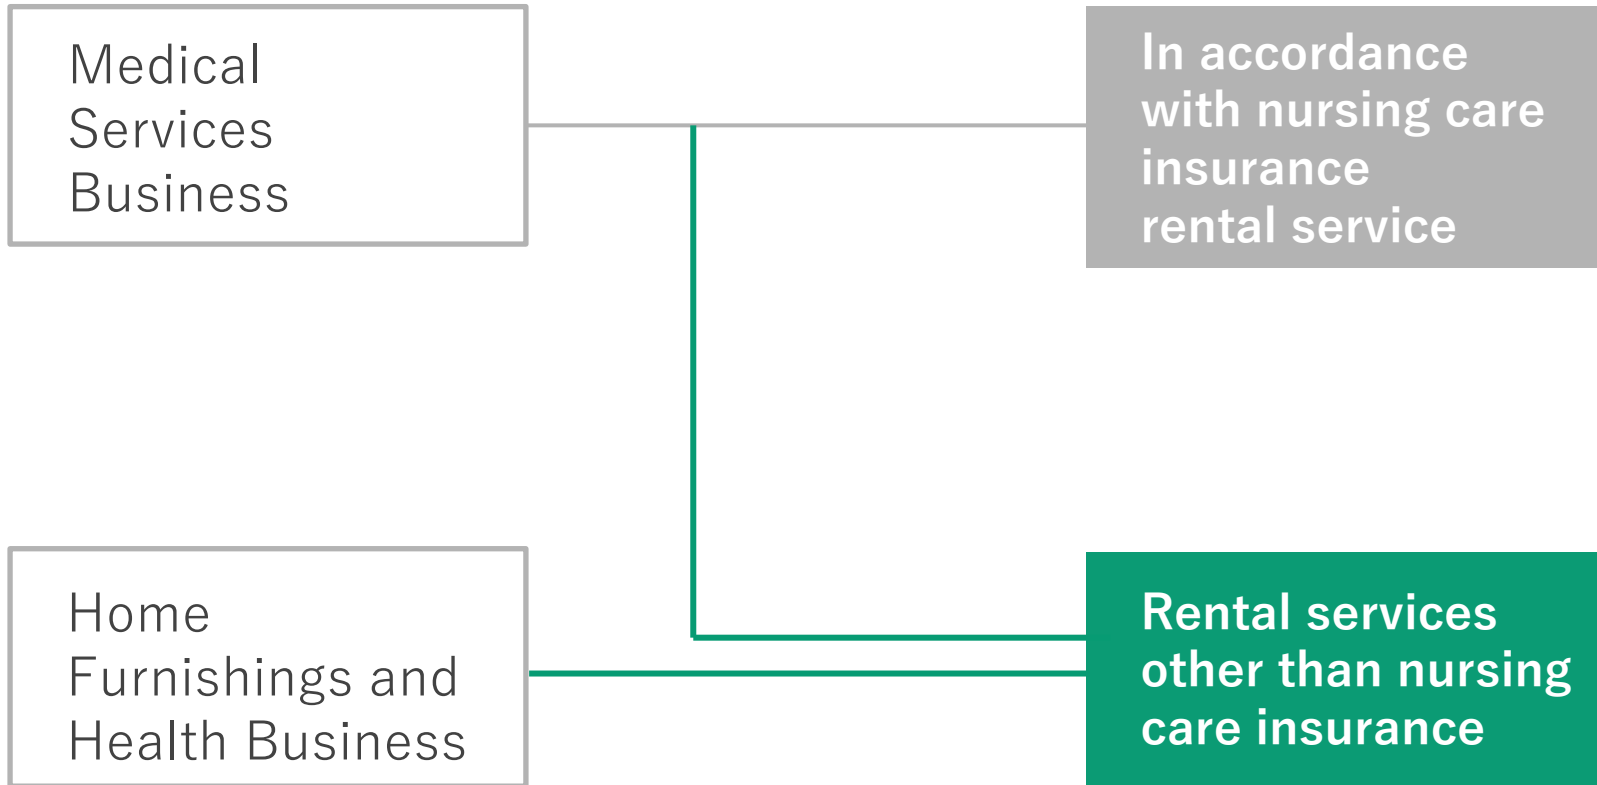 Medical
Services
Business
In accordance
with nursing care
insurance
rental service
Home
Furnishings and
Health Business
Rental services
other than nursing
care insurance